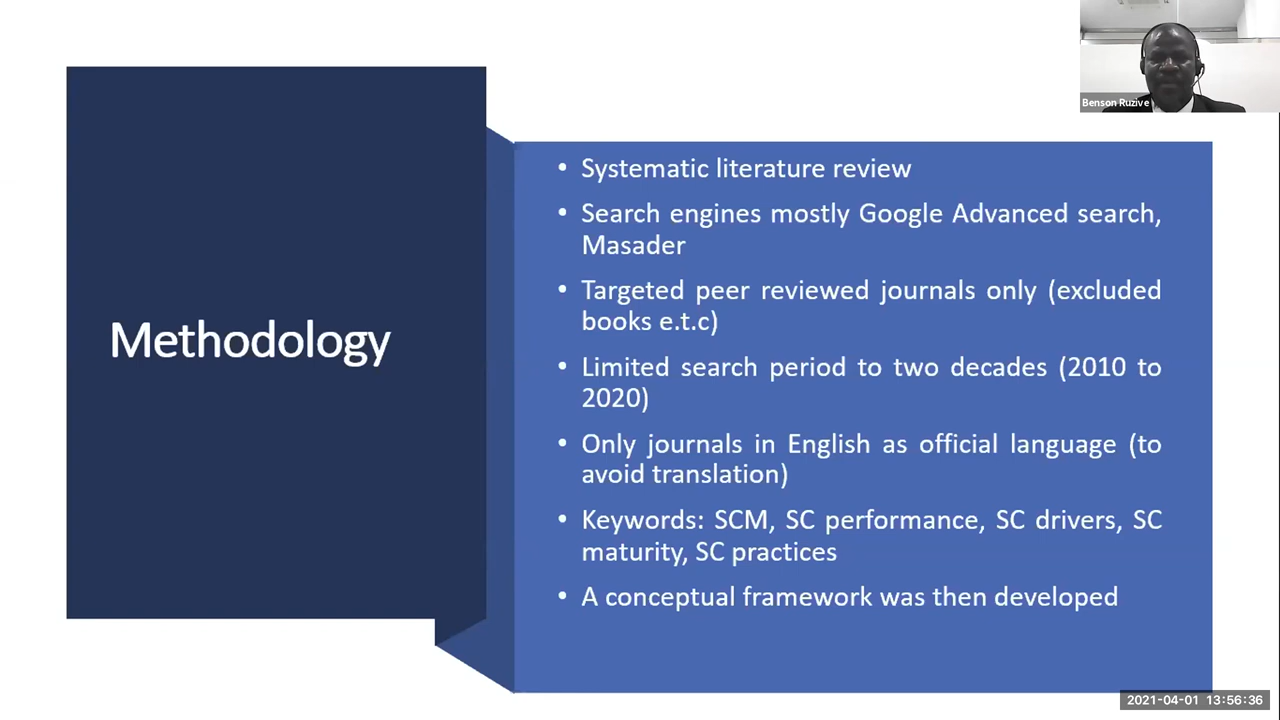 Benson Ruzive
Methodology
• Systematic literature review
• Search engines mostly Google Advanced search,
Masader
• Targeted peer reviewed journals only (excluded
books e.t.c)
• Limited search period to two decades (2010 to
2020)
• Only journals in English as official language (to
avoid translation)
• Keywords: SCM, SC performance, SC drivers, SC
maturity, SC practices
• A conceptual framework was then developed
2021-04-01 13:56:36